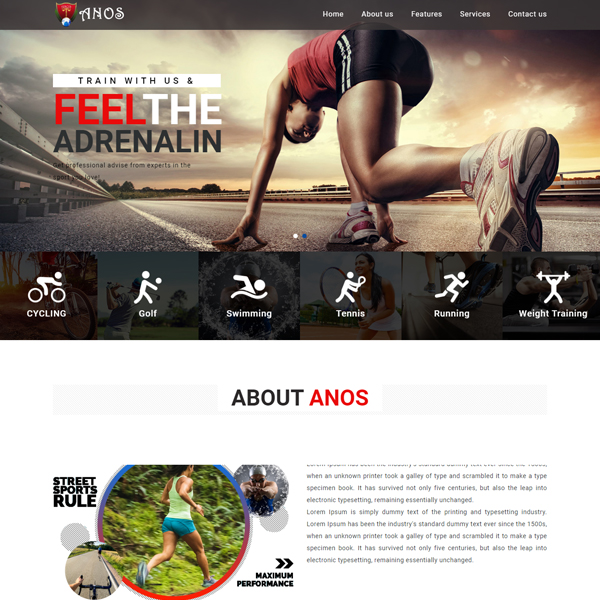 ANOS
Home About us Features Services Contact us
TRAIN WITH US &
FEELTHE
ADRENALIN
Get professional advise from experts in the
sport you love!
CYCLING Golf Swimming Tennis Running Weight Training
ABOUT ANOS
STREET
SPORTS
RULE
MAXIMUM
PERFORMANCE
Lorem Ipsum has been the industry's standard dummy text ever since the 1500s,
when an unknown printer took a galley of type and scrambled it to make a type
specimen book. It has survived not only five centuries, but also the leap into
electronic typesetting, remaining essentially unchanged.
Lorem Ipsum is simply dummy text of the printing and typesetting industry.
Lorem Ipsum has been the industry's standard dummy text ever since the 1500s,
when an unknown printer took a galley of type and scrambled it to make a type
specimen book. It has survived not only five centuries, but also the leap into
electronic typesetting, remaining essentially unchanged.